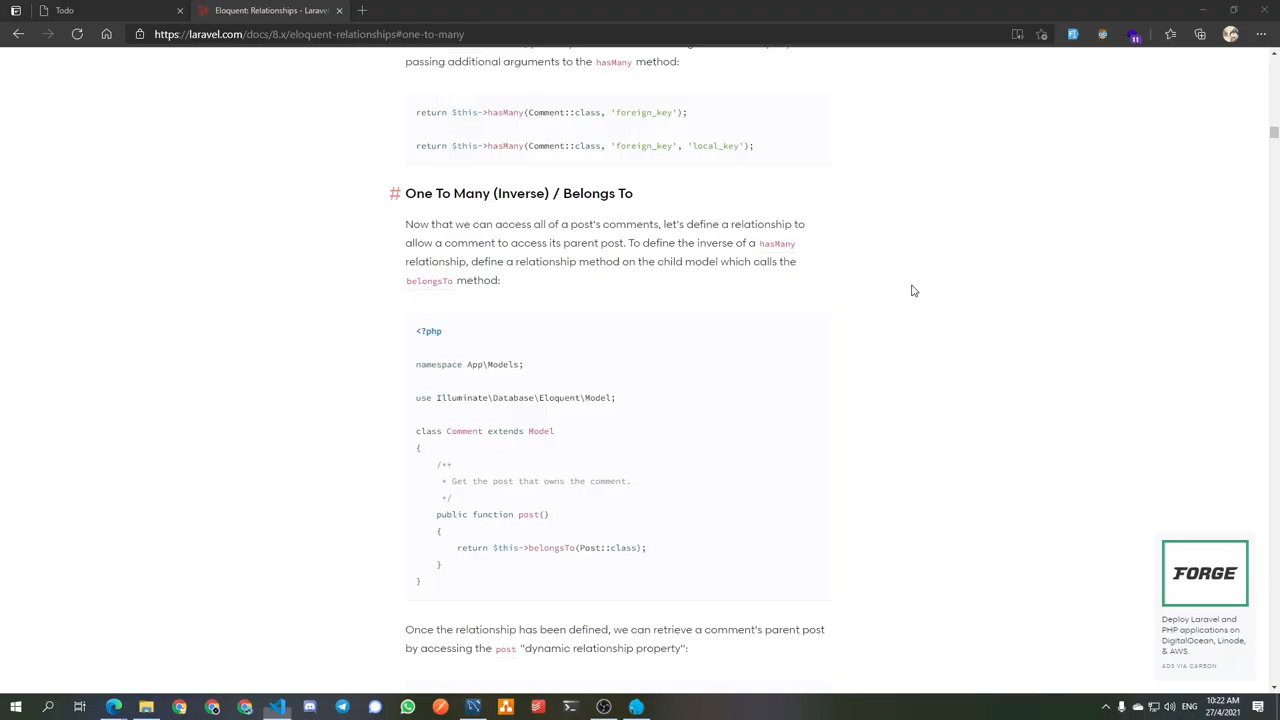 Todo
Eloquent: Relationships - Larav
https://laravel.com/docs/8.x/eloquent-relationships#one-to-many
11
passing additional arguments to the hasMany method:
return $this->hasMany(Comment::class, 'foreign_key');
return $this->hasMany(Comment::class, 'foreign_key', 'local_key');
# One To Many (Inverse) / Belongs To
Now that we can access all of a post's comments, let's define a relationship to
allow a comment to access its parent post. To define the inverse of a hasMany
relationship, define a relationship method on the child model which calls the
belongsTo method:
<?php
namespace App\Models;
use Illuminate\Database\Eloquent\Model;
class Comment extends Model
{
/**
* Get the post that owns the comment.
*/
public function post()
{
return $this->belongsTo(Post::class);
}
}
Once the relationship has been defined, we can retrieve a comment's parent post
by accessing the post "dynamic relationship property":
FORGE
Deploy Laravel and
PHP applications on
DigitalOcean, Linode,
& AWS.
ADS VIA CARBON
ENG
10:22 AM
27/4/2021